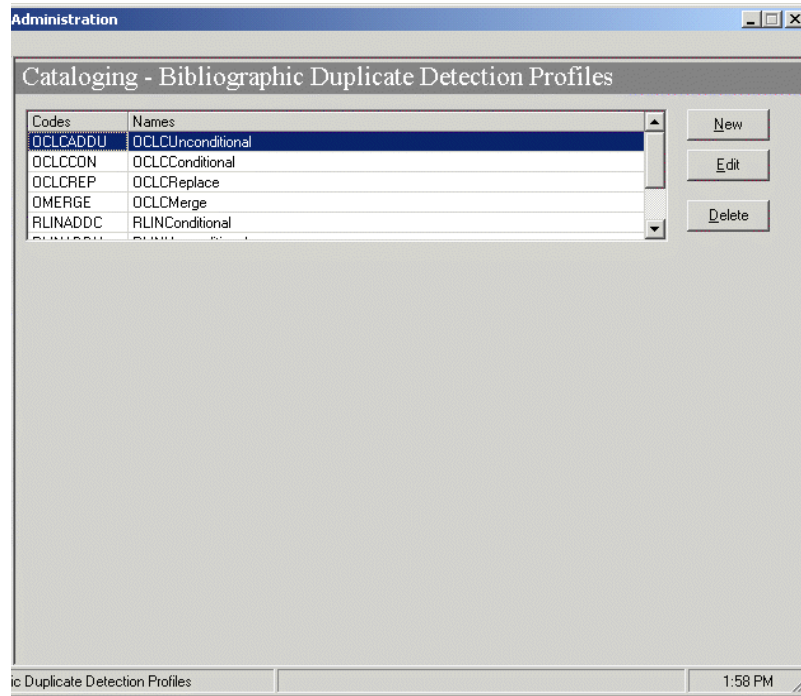 Administration
Cataloging - Bibliographic Duplicate Detection Profiles
Codes Names
OCLCADDU OCLCUnconditional
OCLCCON OCLCConditional
OCLCREP OCLCReplace
OMERGE OCLCMerge
RLINADDC RLINConditional
New
Edit
Delete
ic Duplicate Detection Profiles
1:58 PM